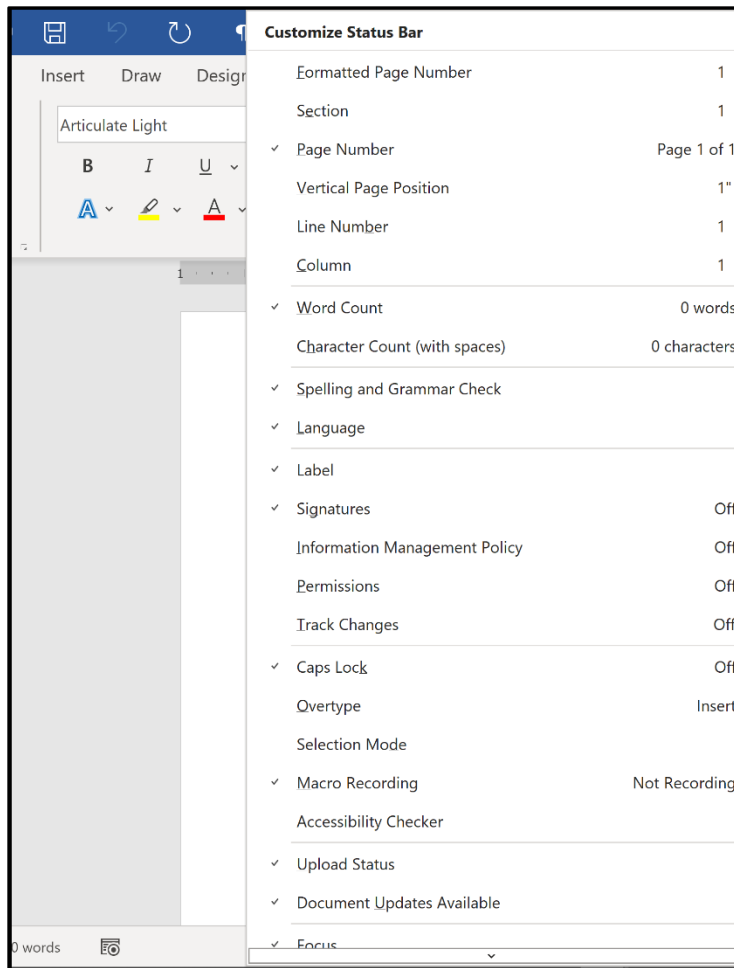 Customize Status Bar
Insert Draw Design
Formatted Page Number 1
Section 1
Articulate Light
Page Number Page 1 of 1
B I U
Vertical Page Position 1"
A A
Line Number 1
1
Column 1
Word Count 0 words
Character Count (with spaces) 0 characters
Spelling and Grammar Check
Language
Label
Signatures Off
Information Management Policy Off
Permissions Off
Track Changes Off
Caps Lock Off
Overtype Insert
Selection Mode
Macro Recording Not Recording
Accessibility Checker
Upload Status
Document Updates Available
Focus
0 words